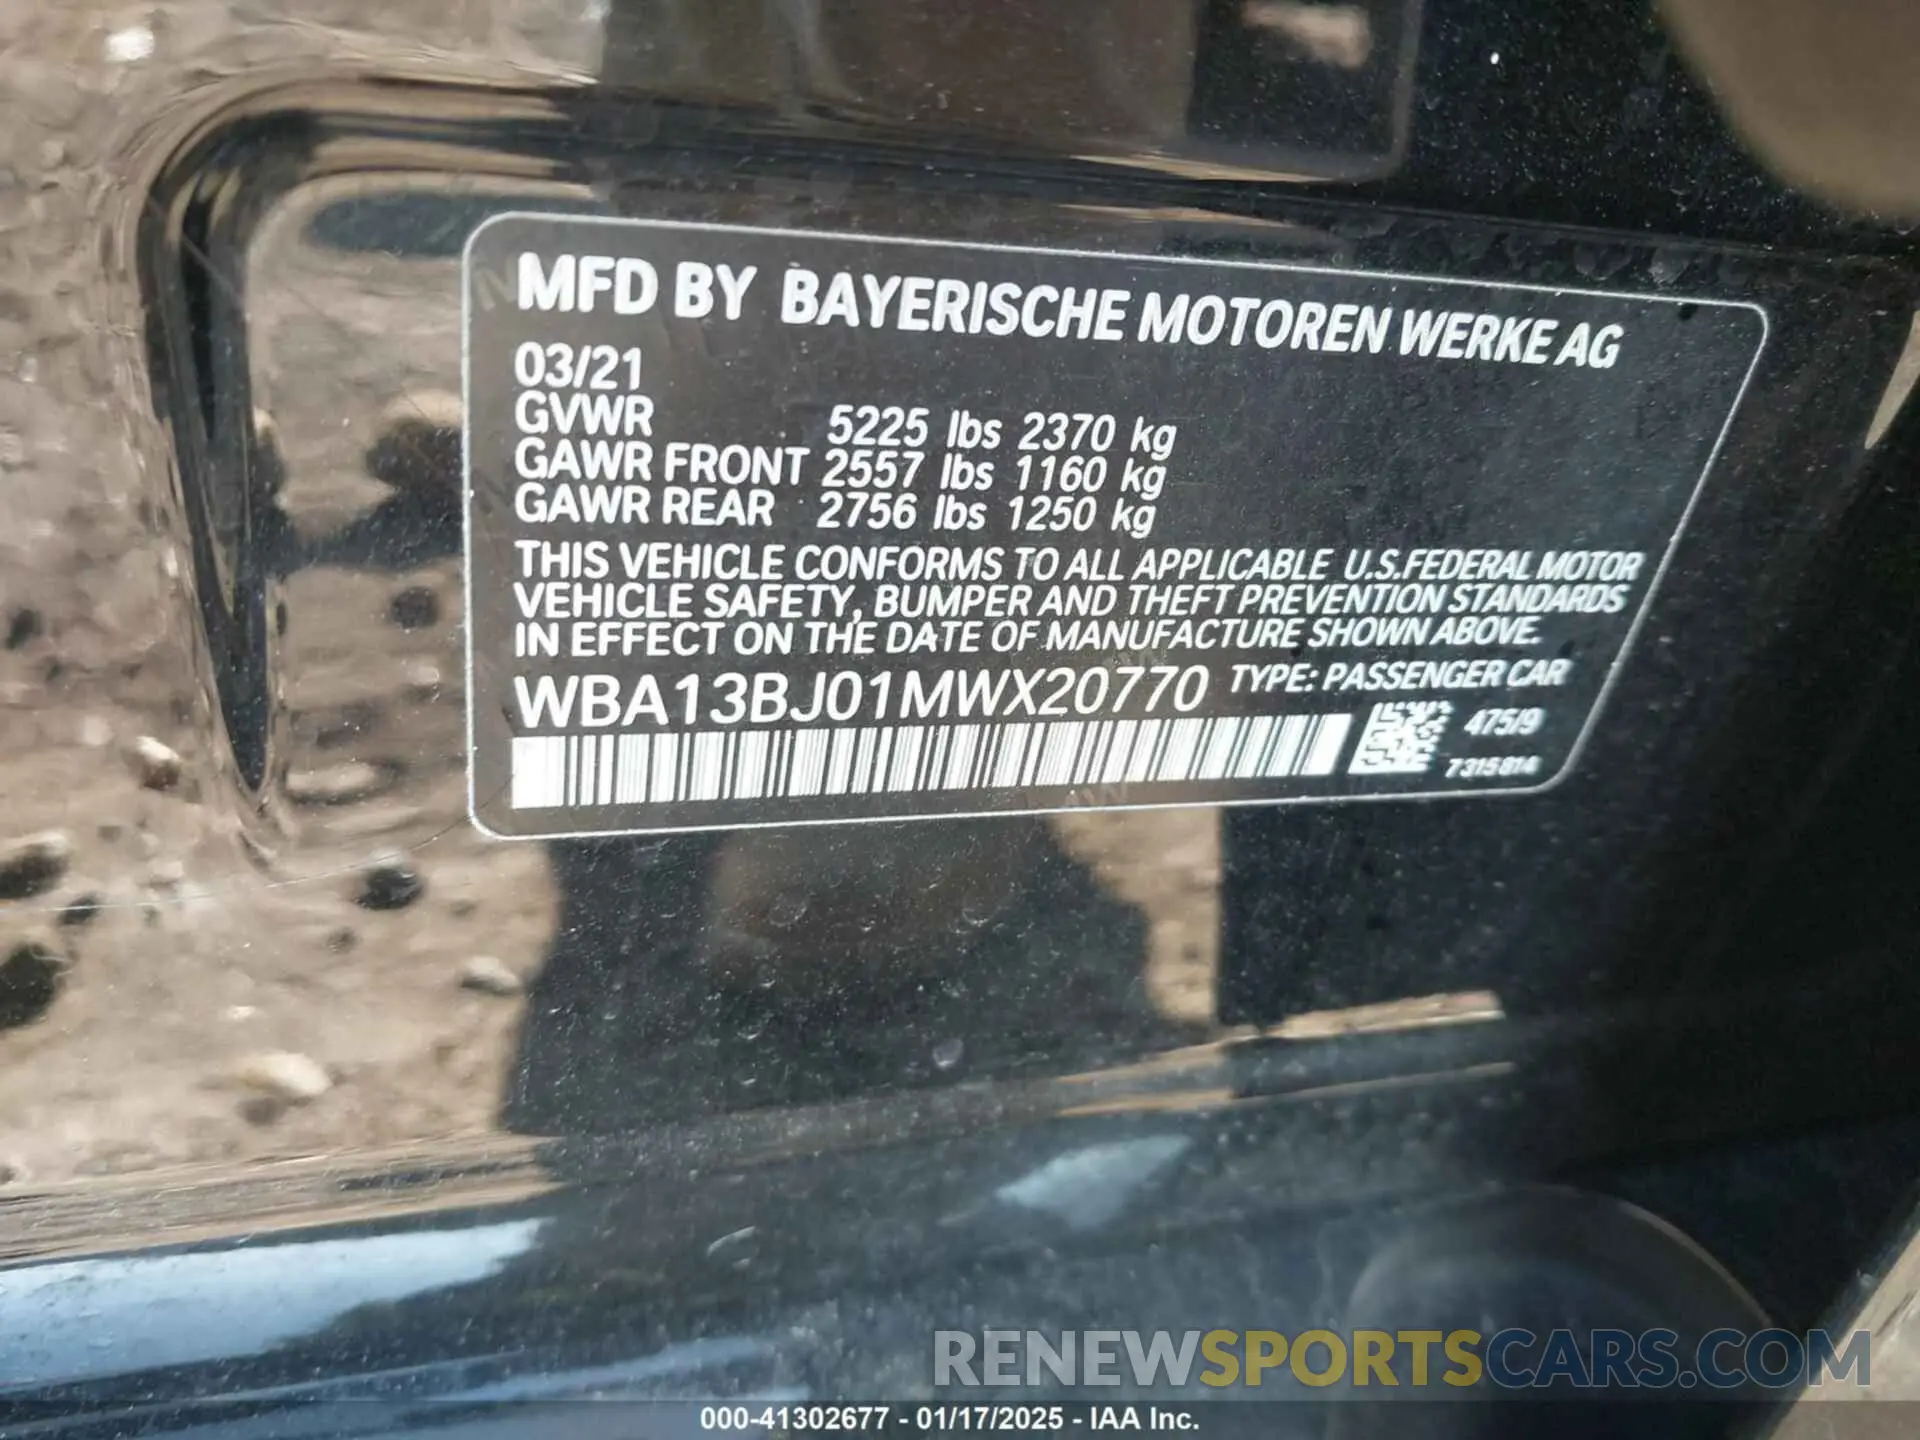 MFD BY BAYERISCHE MOTOREN WERKE AG
03/21
GVWR 5225 lbs 2370 kg
GAWR FRONT 2557 lbs 1160 kg
GAWR REAR 2756 lbs 1250 kg
THIS VEHICLE CONFORMS TO ALL APPLICABLE U.S.FEDERAL MOTOR
VEHICLE SAFETY, BUMPER AND THEFT PREVENTION STANDARDS
IN EFFECT ON THE DATE OF MANUFACTURE SHOWN ABOVE.
WBA13BJ01MWX20770 TYPE: PASSENGER CAR
475/9
7315814
RENEWSPORTSCARS.COM
000-41302677 - 01/17/2025 - IAA Inc.